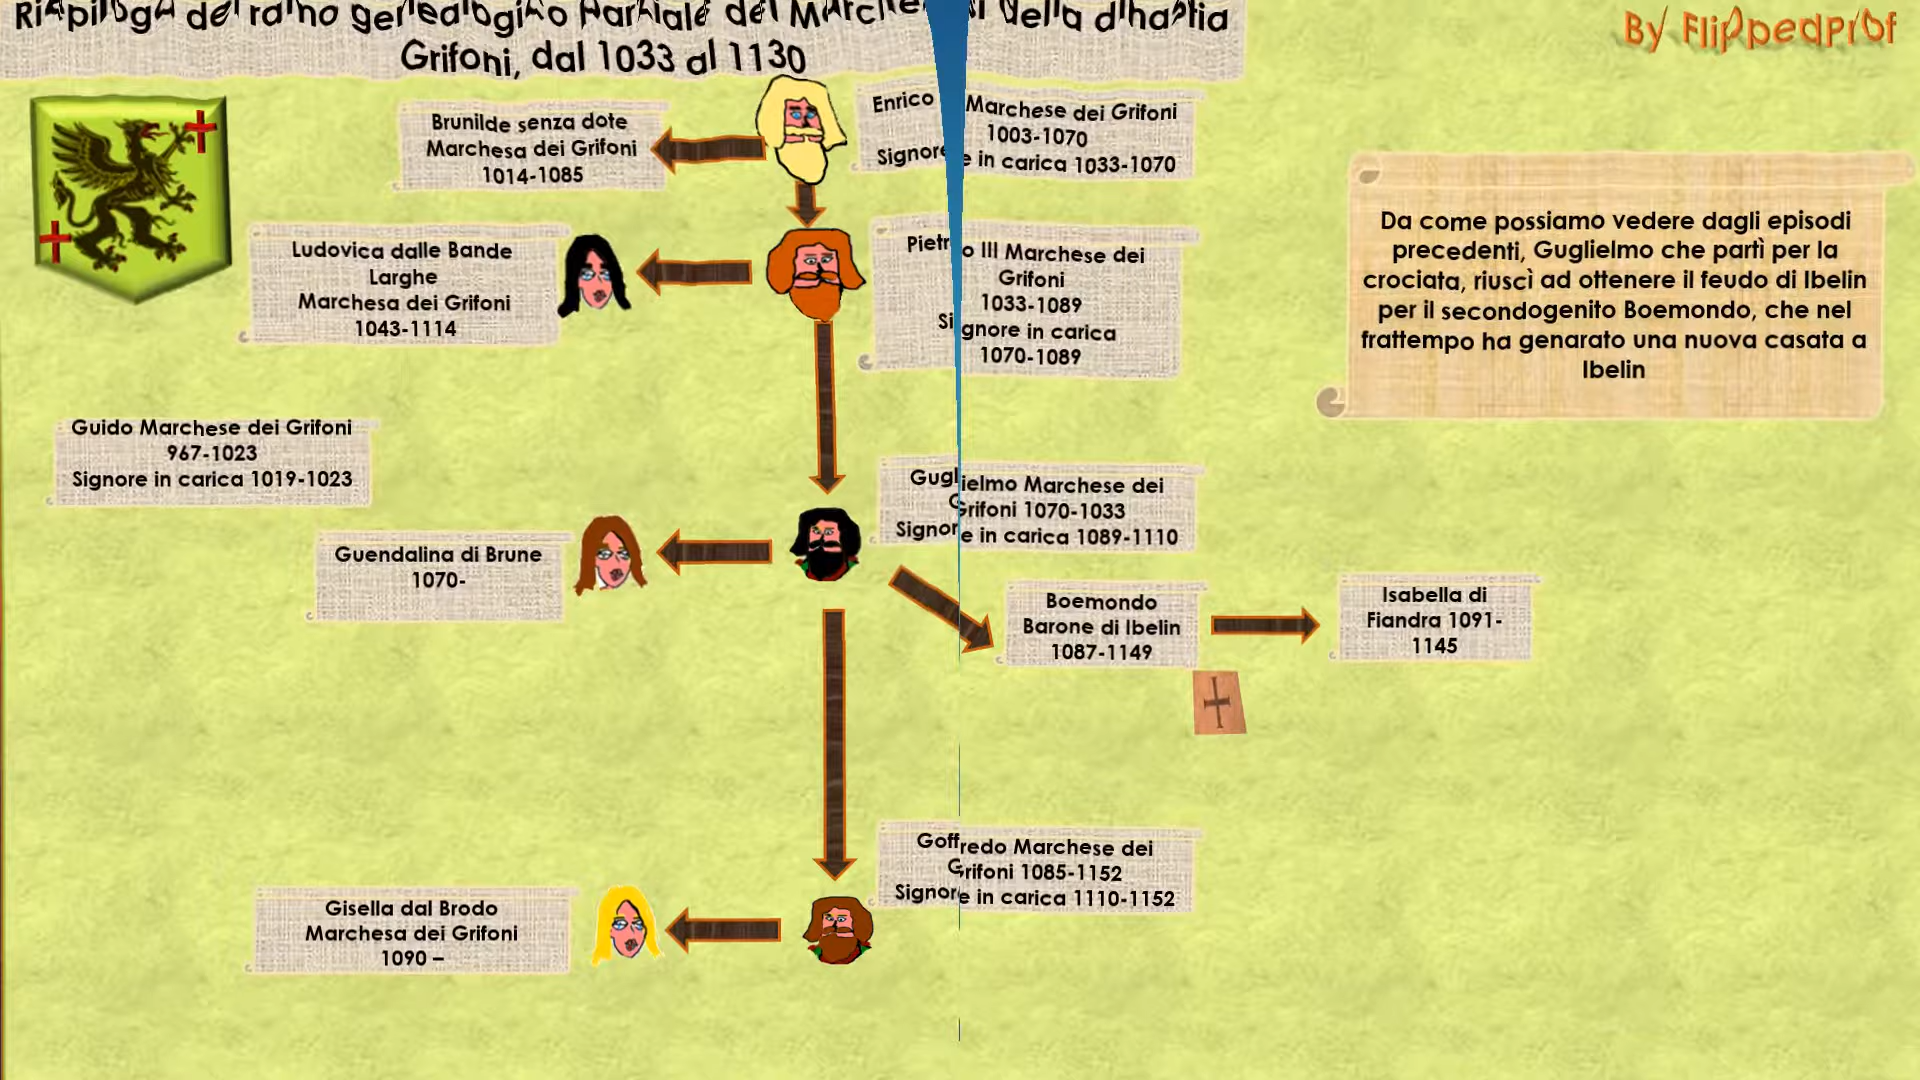 Riepilogo del ramo genealogico parziale dei Marchesi della dinastia
Grifoni, dal 1033 al 1130
By Flippedprof
Brunilde senza dote
Marchesa dei Grifoni
1014-1085
Enrico Marchese dei Grifoni
1003-1070
Signore in carica 1033-1070
Ludovica dalle Bande
Larghe
Marchesa dei Grifoni
1043-1114
Pietro III Marchese dei
Grifoni
1033-1089
Signore in carica
1070-1089
Da come possiamo vedere dagli episodi
precedenti, Guglielmo che partì per la
crociata, riuscì ad ottenere il feudo di Ibelin
per il secondogenito Boemondo, che nel
frattempo ha genarato una nuova casata a
Ibelin
Guido Marchese dei Grifoni
967-1023
Signore in carica 1019-1023
Guglielmo Marchese dei
Grifoni 1070-1033
Signore in carica 1089-1110
Guendalina di Brune
1070-
Boemondo
Barone di Ibelin
1087-1149
Isabella di
Fiandra 1091-
1145
Goffredo Marchese dei
Grifoni 1085-1152
Signore in carica 1110-1152
Gisella dal Brodo
Marchesa dei Grifoni
1090 –